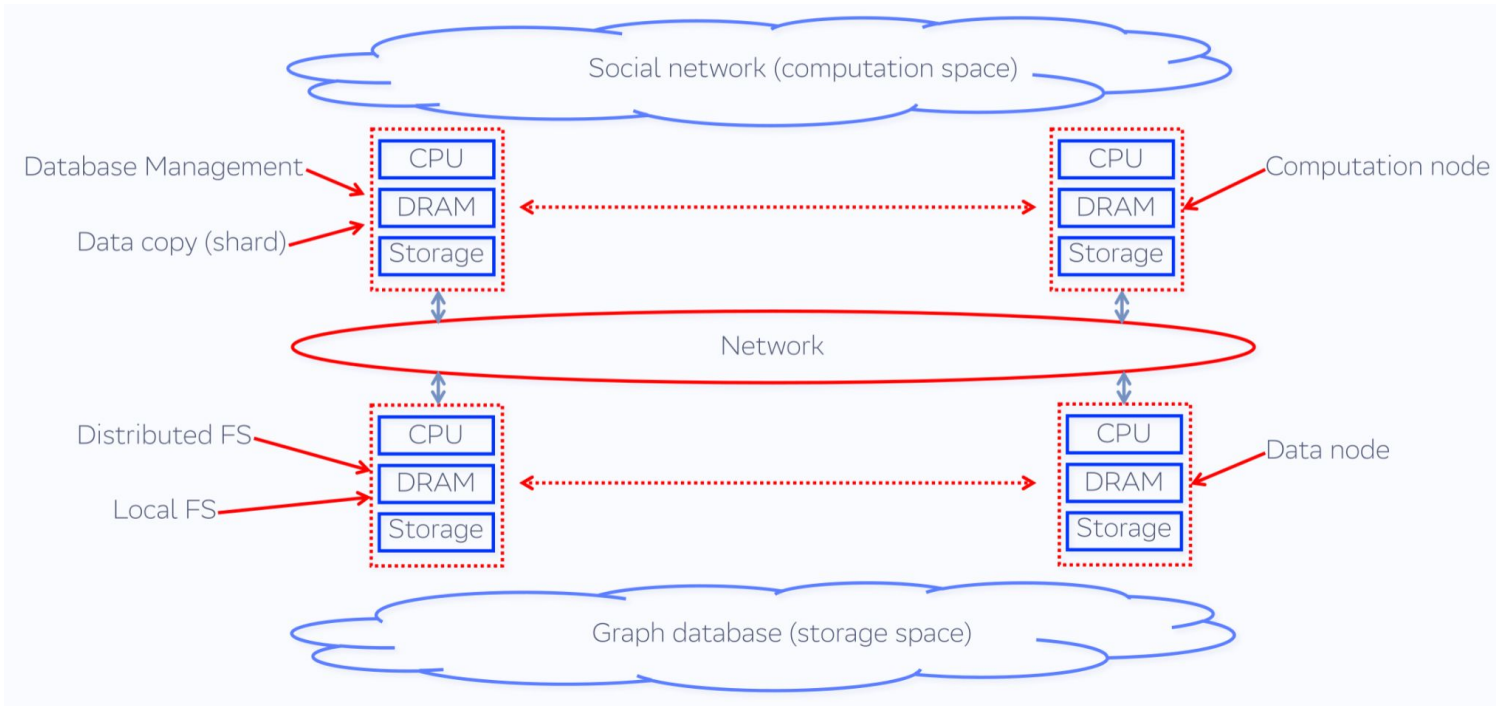 Social network (computation space)
Database Management
Data copy (shard)
CPU
DRAM
Storage
CPU
DRAM
Storage
Computation node
Network
Distributed FS
Local FS
CPU
DRAM
Storage
CPU
DRAM
Storage
Data node
Graph database (storage space)